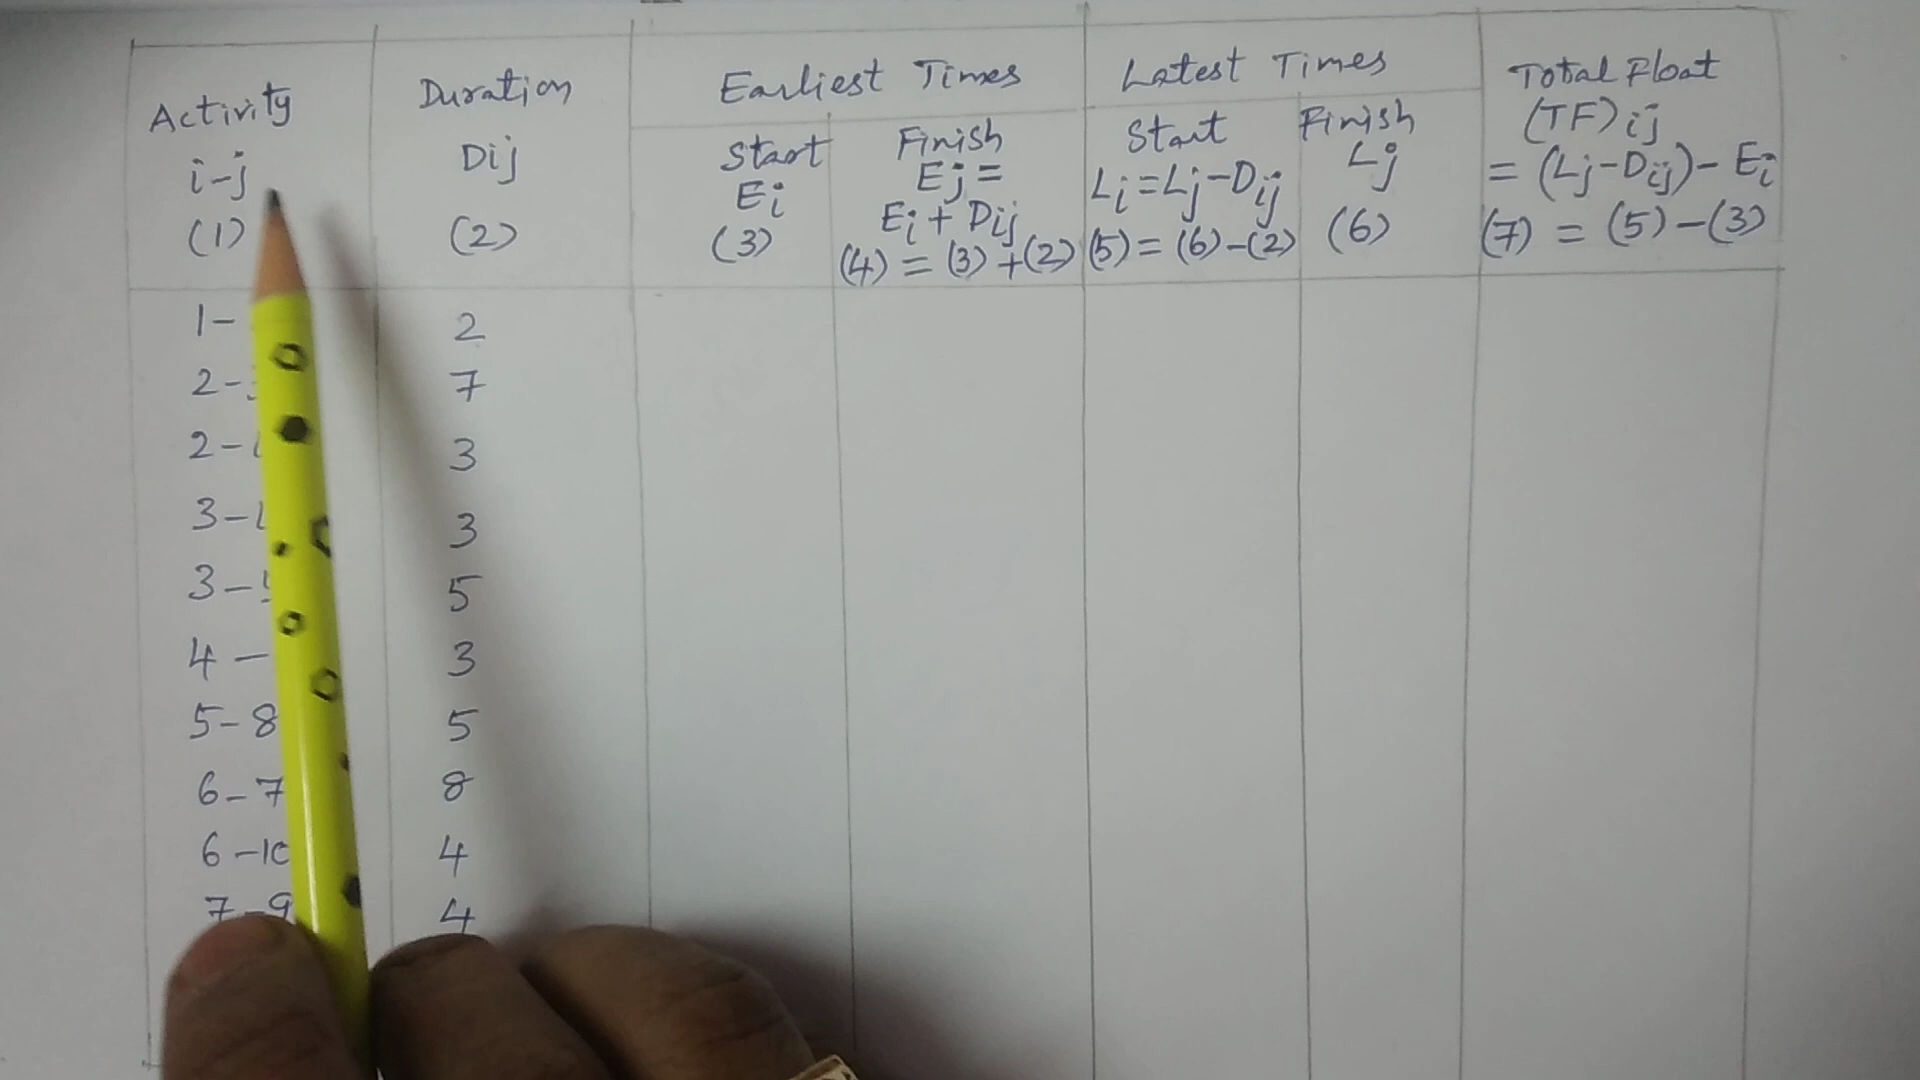 Activity
i-j
(1)
Duration
Dij
(2)
Earliest Times
Start
Ei
(3)
Finish
Ej =
Ei + Dij
(4) = (3) + (2)
Latest Times
Start
Li = Lj - Dij
(5) = (6) - (2)
Finish
Lj
(6)
Total Float
(TF) ij
= (Lj - Dij) - Ei
(7) = (5) - (3)
1- 2
2- 7
2- 3
3- 3
3- 5
4 - 3
5-8 5
6-7 8
6-10 4
7-9 4